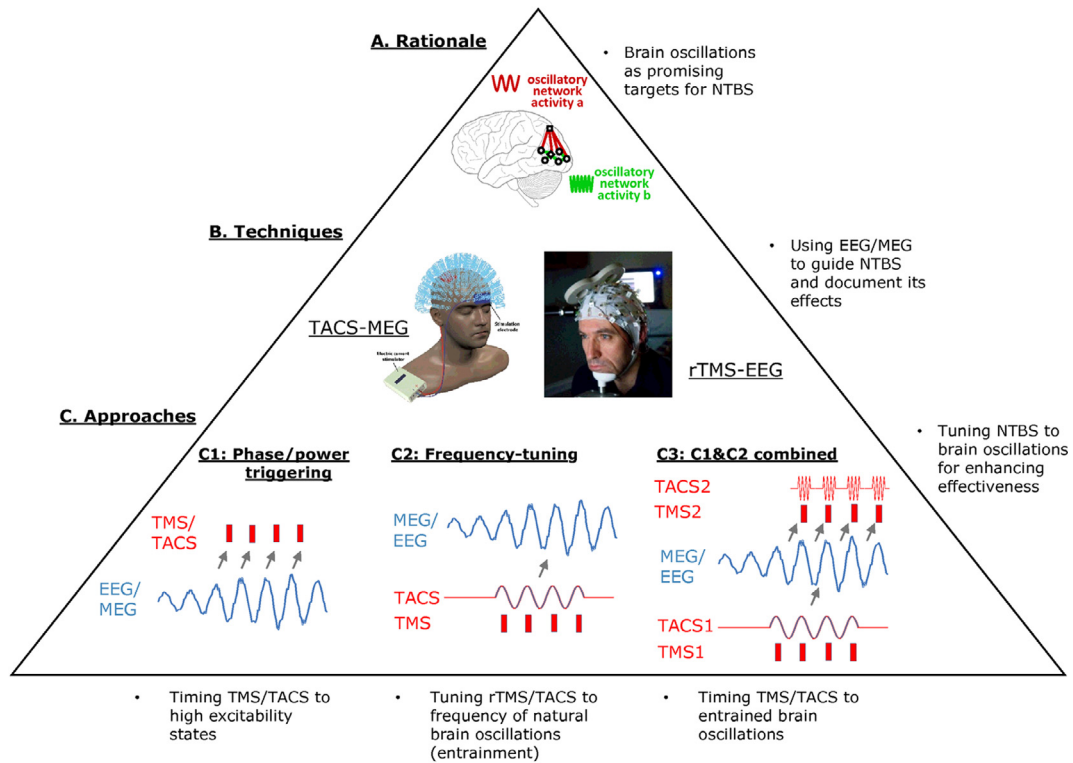 A. Rationale
• Brain oscillations
as promising
targets for NTBS
oscillatory
network
activity a
oscillatory
network
activity b
B. Techniques
• Using EEG/MEG
to guide NTBS
and document its
effects
TACS-MEG
Stimulation
electrode
Electric current
stimulator
rTMS-EEG
C. Approaches
• Tuning NTBS to
brain oscillations
for enhancing
effectiveness
C1: Phase/power
triggering
TMS/
TACS
EEG/
MEG
C2: Frequency-tuning
MEG/
EEG
TACS
TMS
C3: C1&C2 combined
TACS2
TMS2
MEG/
EEG
TACS1
TMS1
• Timing TMS/TACS to
high excitability
states
• Tuning rTMS/TACS to
frequency of natural
brain oscillations
(entrainment)
• Timing TMS/TACS to
entrained brain
oscillations